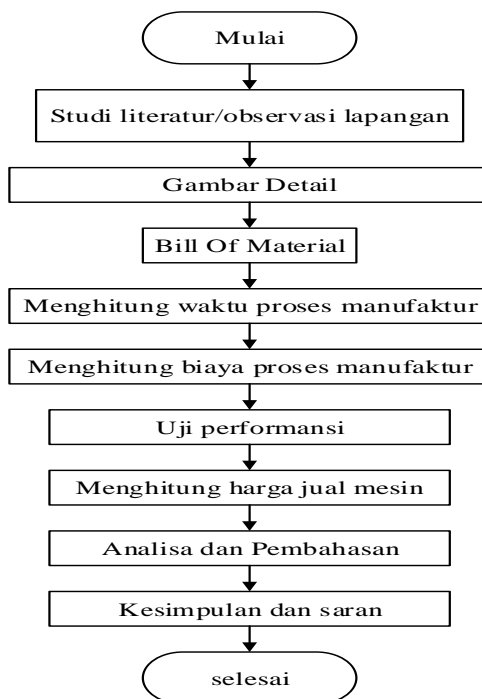 Mulai
Studi literatur/observasi lapangan
Gambar Detail
Bill Of Material
Menghitung waktu proses manufaktur
Menghitung biaya proses manufaktur
Uji performansi
Menghitung harga jual mesin
Analisa dan Pembahasan
Kesimpulan dan saran
selesai